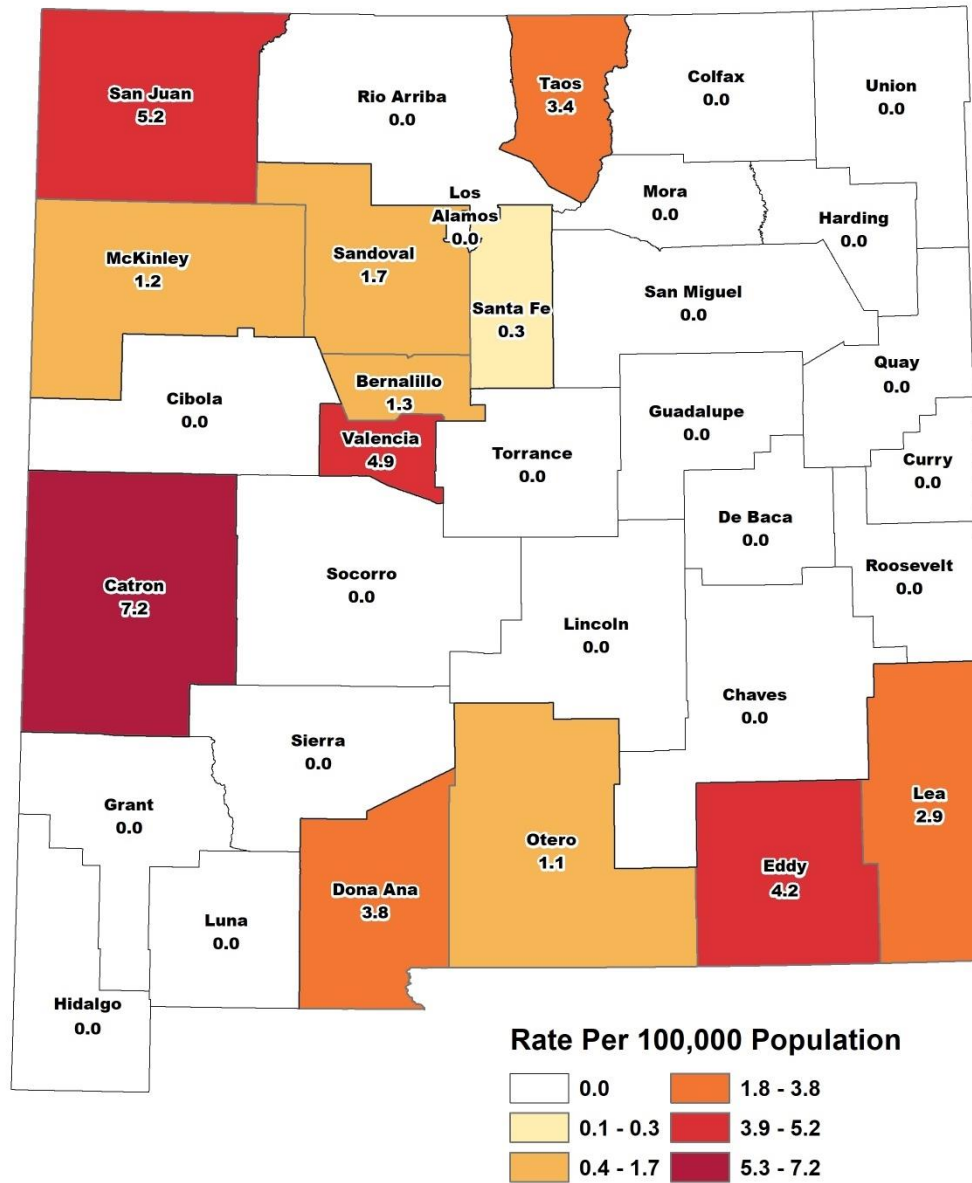 San Juan
5.2
Rio Arriba
0.0
Taos
3.4
Colfax
0.0
Union
0.0
Los
Alamos
0.0
Mora
0.0
Harding
0.0
McKinley
1.2
Sandoval
1.7
Santa Fe
0.3
San Miguel
0.0
Quay
0.0
Cibola
0.0
Bernalillo
1.3
Guadalupe
0.0
Valencia
4.9
Torrance
0.0
Curry
0.0
De Baca
0.0
Catron
7.2
Socorro
0.0
Roosevelt
0.0
Lincoln
0.0
Chaves
0.0
Sierra
0.0
Grant
0.0
Lea
2.9
Otero
1.1
Eddy
4.2
Dona Ana
3.8
Luna
0.0
Hidalgo
0.0
Rate Per 100,000 Population
0.0
0.1 - 0.3
0.4 - 1.7
1.8 - 3.8
3.9 - 5.2
5.3 - 7.2